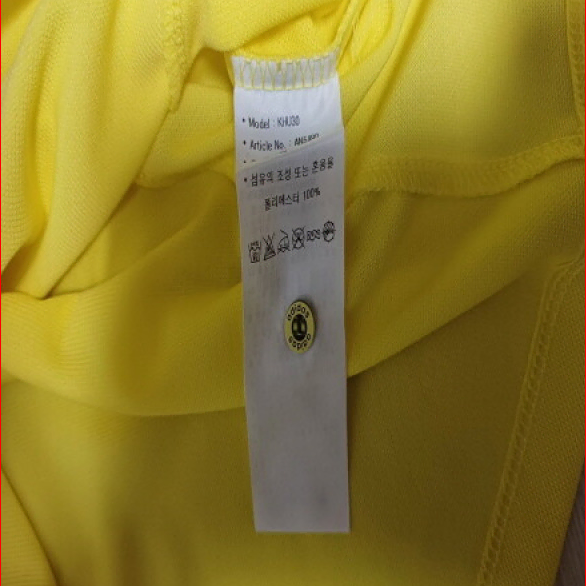 • Model : KHU30
• Article No. :
• 섬유의 조성 또는 혼용율
폴리에스터 100%
adidas